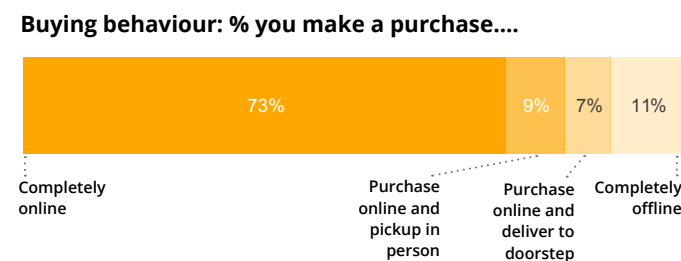 Buying behaviour: % you make a purchase....
73%
9%
7%
11%
Completely
online
Purchase
online and
pickup in
person
Purchase
online and
deliver to
doorstep
Completely
offline